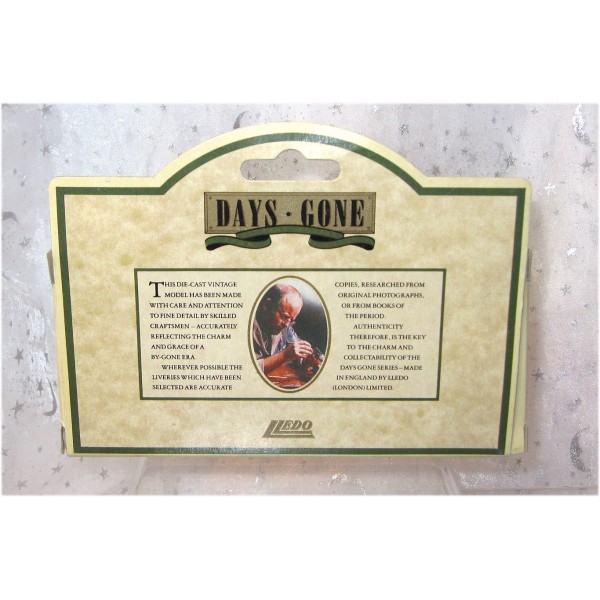 DAYS · GONE
THIS DIE-CAST VINTAGE
MODEL HAS BEEN MADE
WITH CARE AND ATTENTION
TO FINE DETAIL BY SKILLED
CRAFTSMEN – ACCURATELY
REFLECTING THE CHARM
AND GRACE OF A
BY-GONE ERA.
WHEREVER POSSIBLE THE
LIVERIES WHICH HAVE BEEN
SELECTED ARE ACCURATE
COPIES, RESEARCHED FROM
ORIGINAL PHOTOGRAPHS,
OR FROM BOOKS OF
THE PERIOD.
AUTHENTICITY
THEREFORE, IS THE KEY
TO THE CHARM AND
COLLECTABILITY OF THE
DAYS GONE SERIES – MADE
IN ENGLAND BY LLEDO
(LONDON) LIMITED.
LLEDO